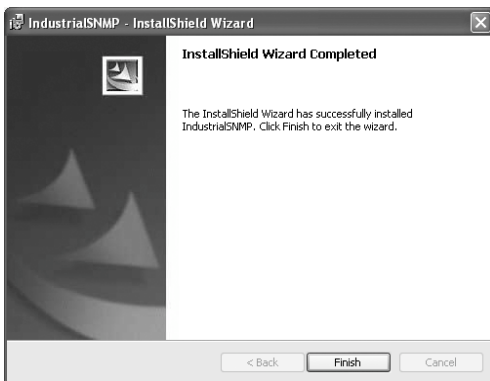 IndustrialSNMP - InstallShield Wizard
InstallShield Wizard Completed
The InstallShield Wizard has successfully installed
IndustrialSNMP. Click Finish to exit the wizard.
< Back
Finish
Cancel